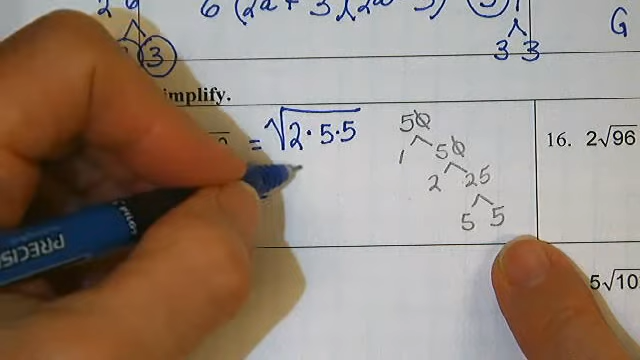 6 (2a + 3)(2a
3
G
3 3
implify.
= √2 · 5 · 5
50
1 50
2 25
5 5
16. 2√96
5√10
PRECISE
PILOT